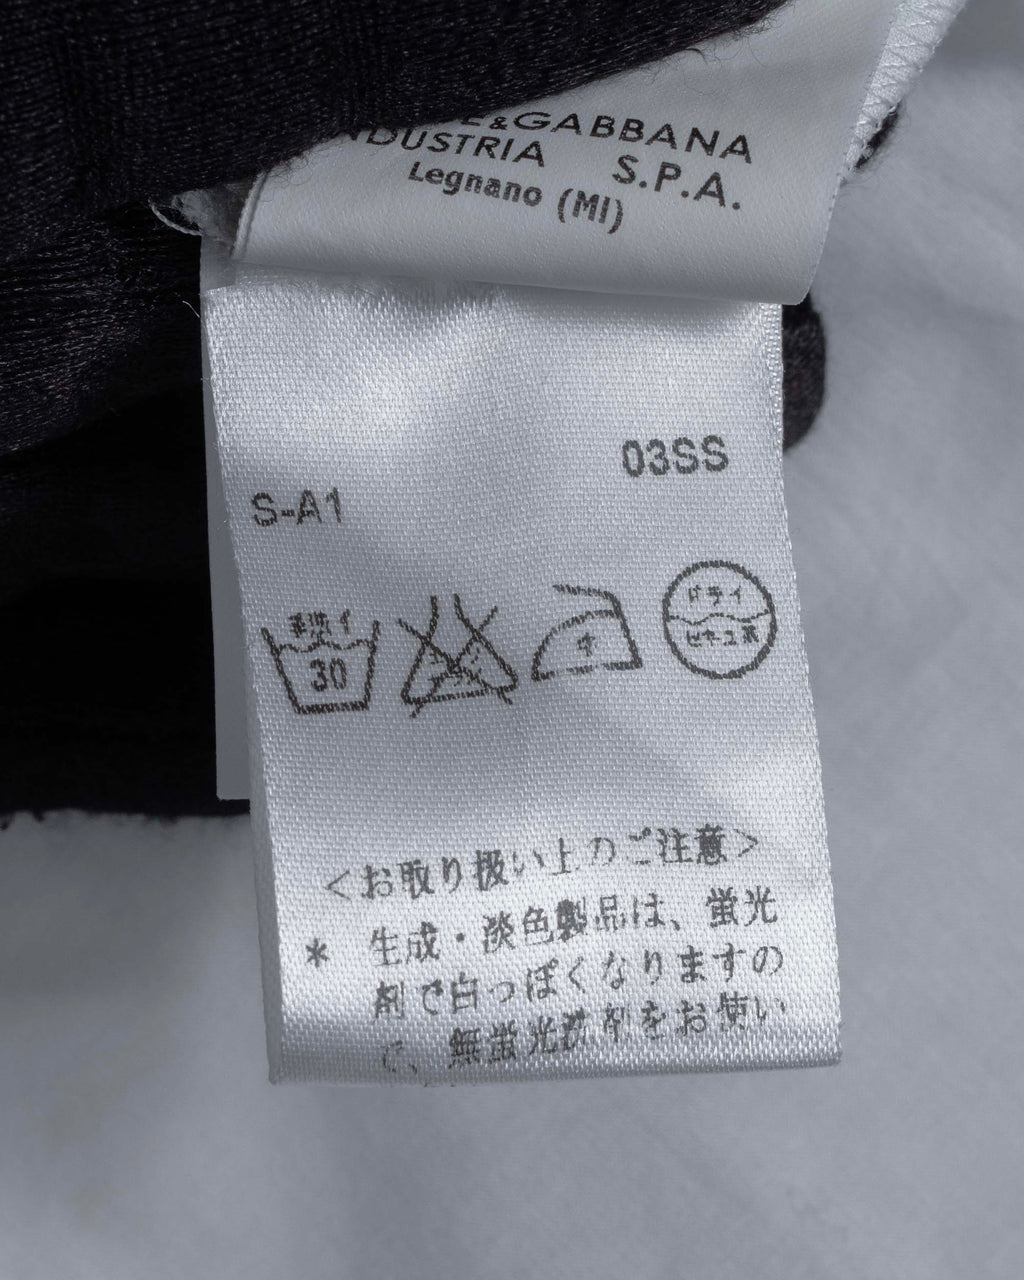 &GABBANA
INDUSTRIA S.P.A.
Legnano (MI)
03SS
S-A1
手洗イ
30
中
ドライ
セキユ系
<お取り扱い上のご注意>
* 生成・淡色製品は、蛍光
剤で白っぽくなりますの
で、無蛍光洗剤をお使い